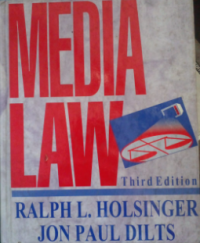 MEDIA
LAW
Third Edition
RALPH L. HOLSINGER
JON PAUL DILTS